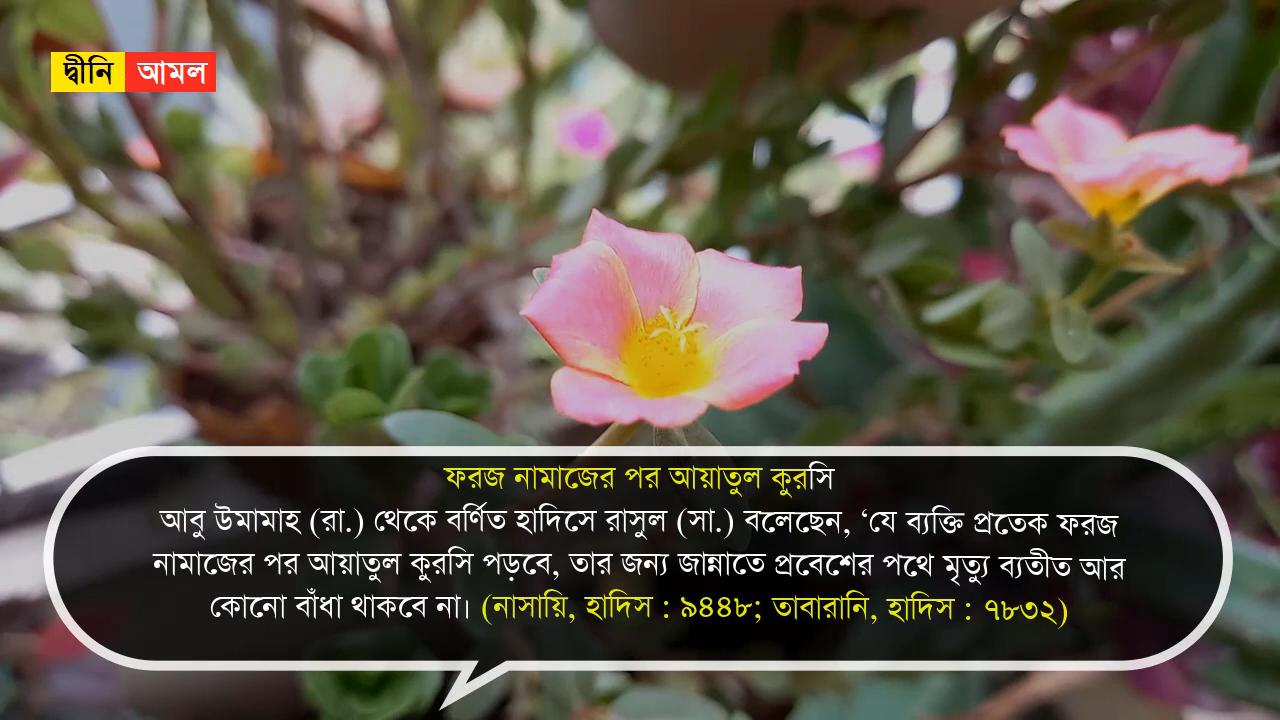 দ্বীনি আমল
ফরজ নামাজের পর আয়াতুল কুরসি
আবু উমামাহ (রা.) থেকে বর্ণিত হাদিসে রাসুল (সা.) বলেছেন, ‘যে ব্যক্তি প্রতেক ফরজ
নামাজের পর আয়াতুল কুরসি পড়বে, তার জন্য জান্নাতে প্রবেশের পথে মৃত্যু ব্যতীত আর
কোনো বাঁধা থাকবে না। (নাসায়ি, হাদিস : ৯৪৪৮; তাবারানি, হাদিস : ৭৮৩২)